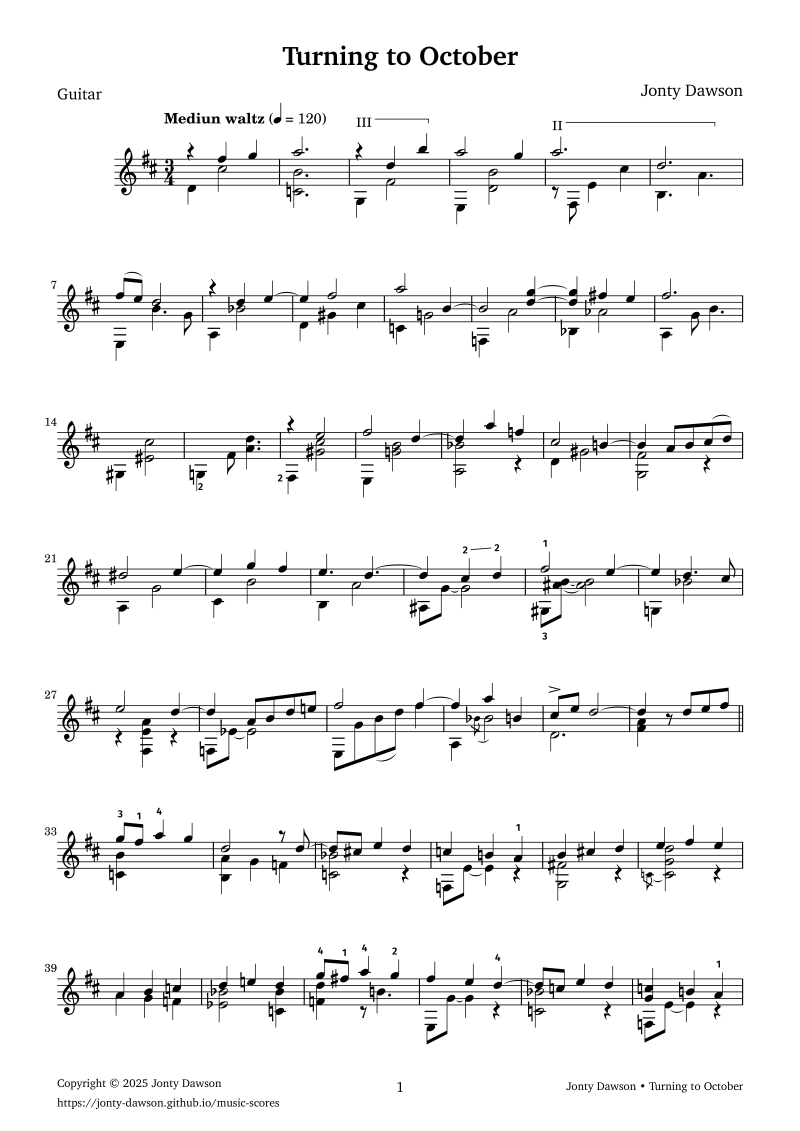 Turning to October
Guitar
Jonty Dawson
Mediun waltz (♩ = 120)
III
II
3
4
7
14
2
2
21
2 2
1
3
27
33
3 1 4
1
39
4 1 4 2
4
1
Copyright © 2025 Jonty Dawson
https://jonty-dawson.github.io/music-scores
1
Jonty Dawson • Turning to October